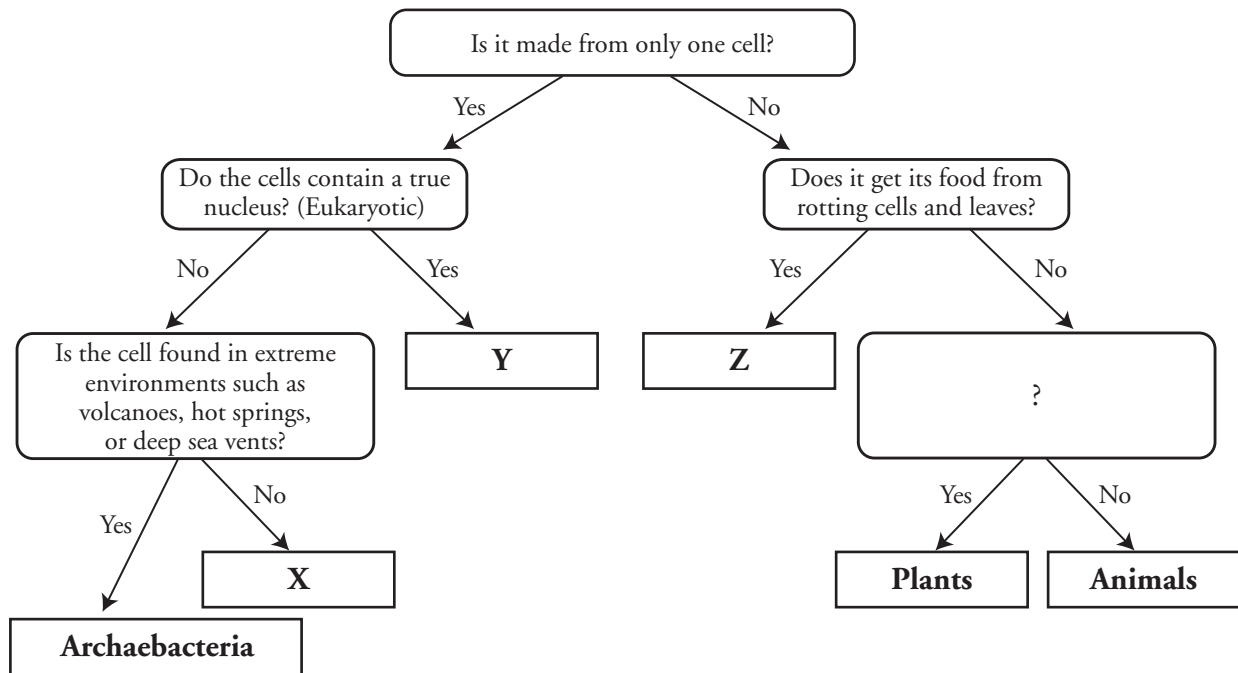 Is it made from only one cell?
Yes
No
Do the cells contain a true
nucleus? (Eukaryotic)
Does it get its food from
rotting cells and leaves?
No
Yes
Yes
No
Is the cell found in extreme
environments such as
volcanoes, hot springs,
or deep sea vents?
Y
Z
?
Yes
No
Yes
No
X
Plants
Animals
Archaebacteria